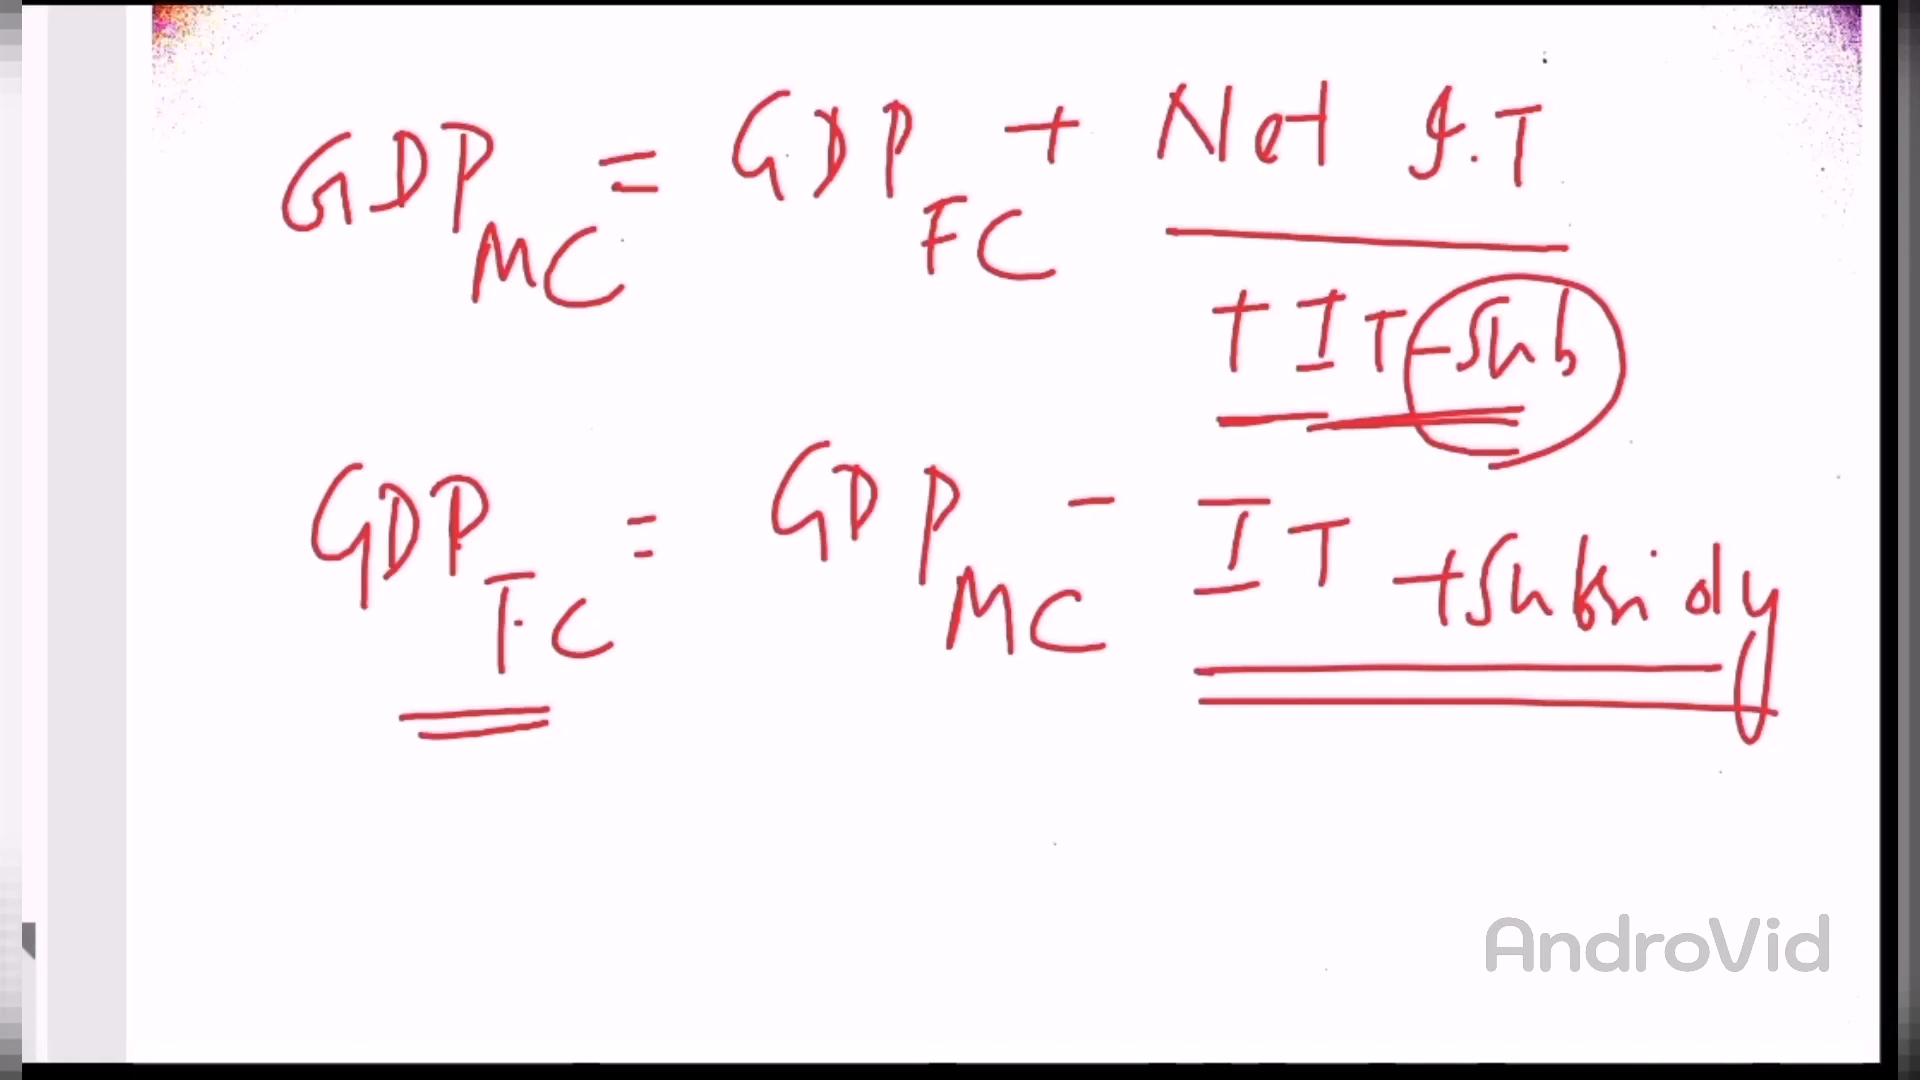 GDP MC = GDP FC + Net I.T
+ IT - Sub
GDP FC = GDP MC - IT + Subsidy
AndroVid